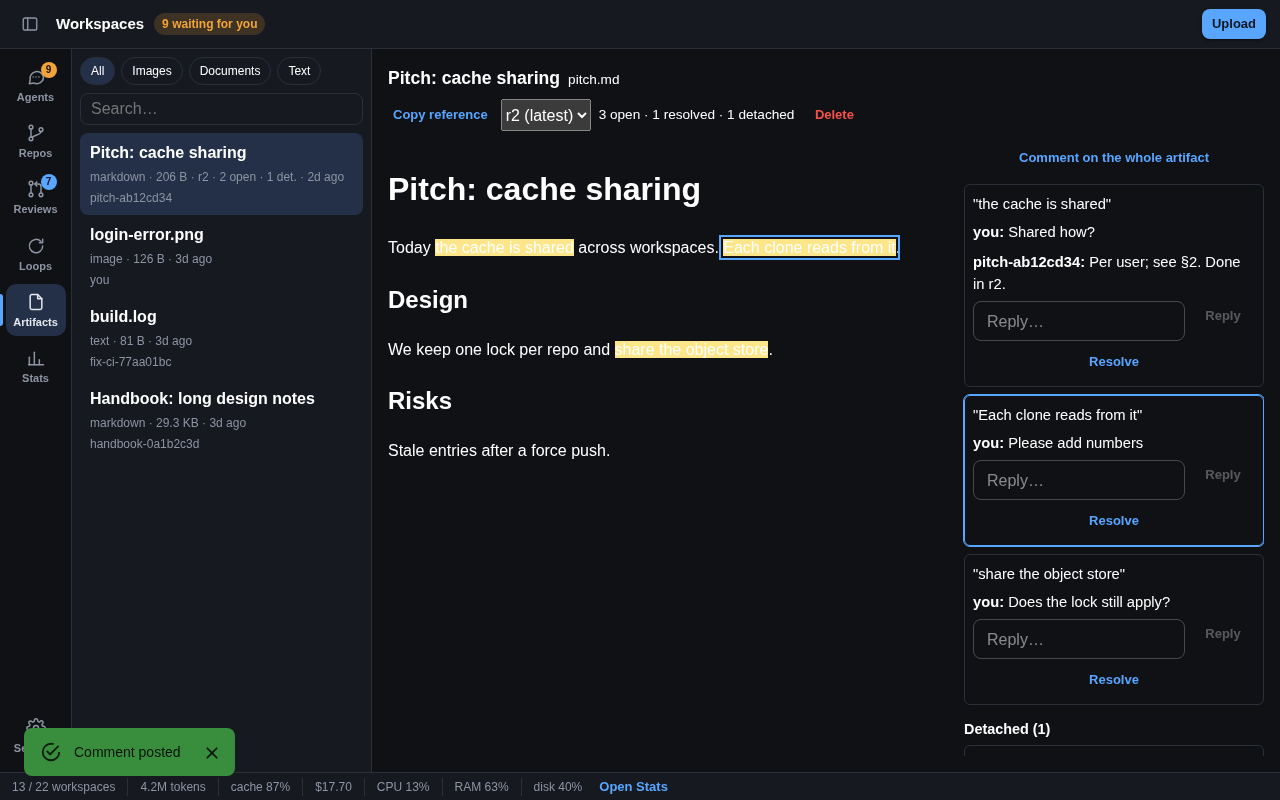 Workspaces 9 waiting for you Upload
9
Agents
Repos
7
Reviews
Loops
Artifacts
Stats
All Images Documents Text
Search…
Pitch: cache sharing
markdown · 206 B · r2 · 2 open · 1 det. · 2d ago
pitch-ab12cd34
login-error.png
image · 126 B · 3d ago
you
build.log
text · 81 B · 3d ago
fix-ci-77aa01bc
Handbook: long design notes
markdown · 29.3 KB · 3d ago
handbook-0a1b2c3d
Pitch: cache sharing pitch.md
Copy reference r2 (latest) 3 open · 1 resolved · 1 detached Delete
Pitch: cache sharing
Today the cache is shared across workspaces. Each clone reads from it.
Design
We keep one lock per repo and share the object store.
Risks
Stale entries after a force push.
Comment on the whole artifact
"the cache is shared"
you: Shared how?
pitch-ab12cd34: Per user; see §2. Done
in r2.
Reply… Reply
Resolve
"Each clone reads from it"
you: Please add numbers
Reply… Reply
Resolve
"share the object store"
you: Does the lock still apply?
Reply… Reply
Resolve
Detached (1)
Comment posted
13 / 22 workspaces 4.2M tokens cache 87% $17.70 CPU 13% RAM 63% disk 40% Open Stats